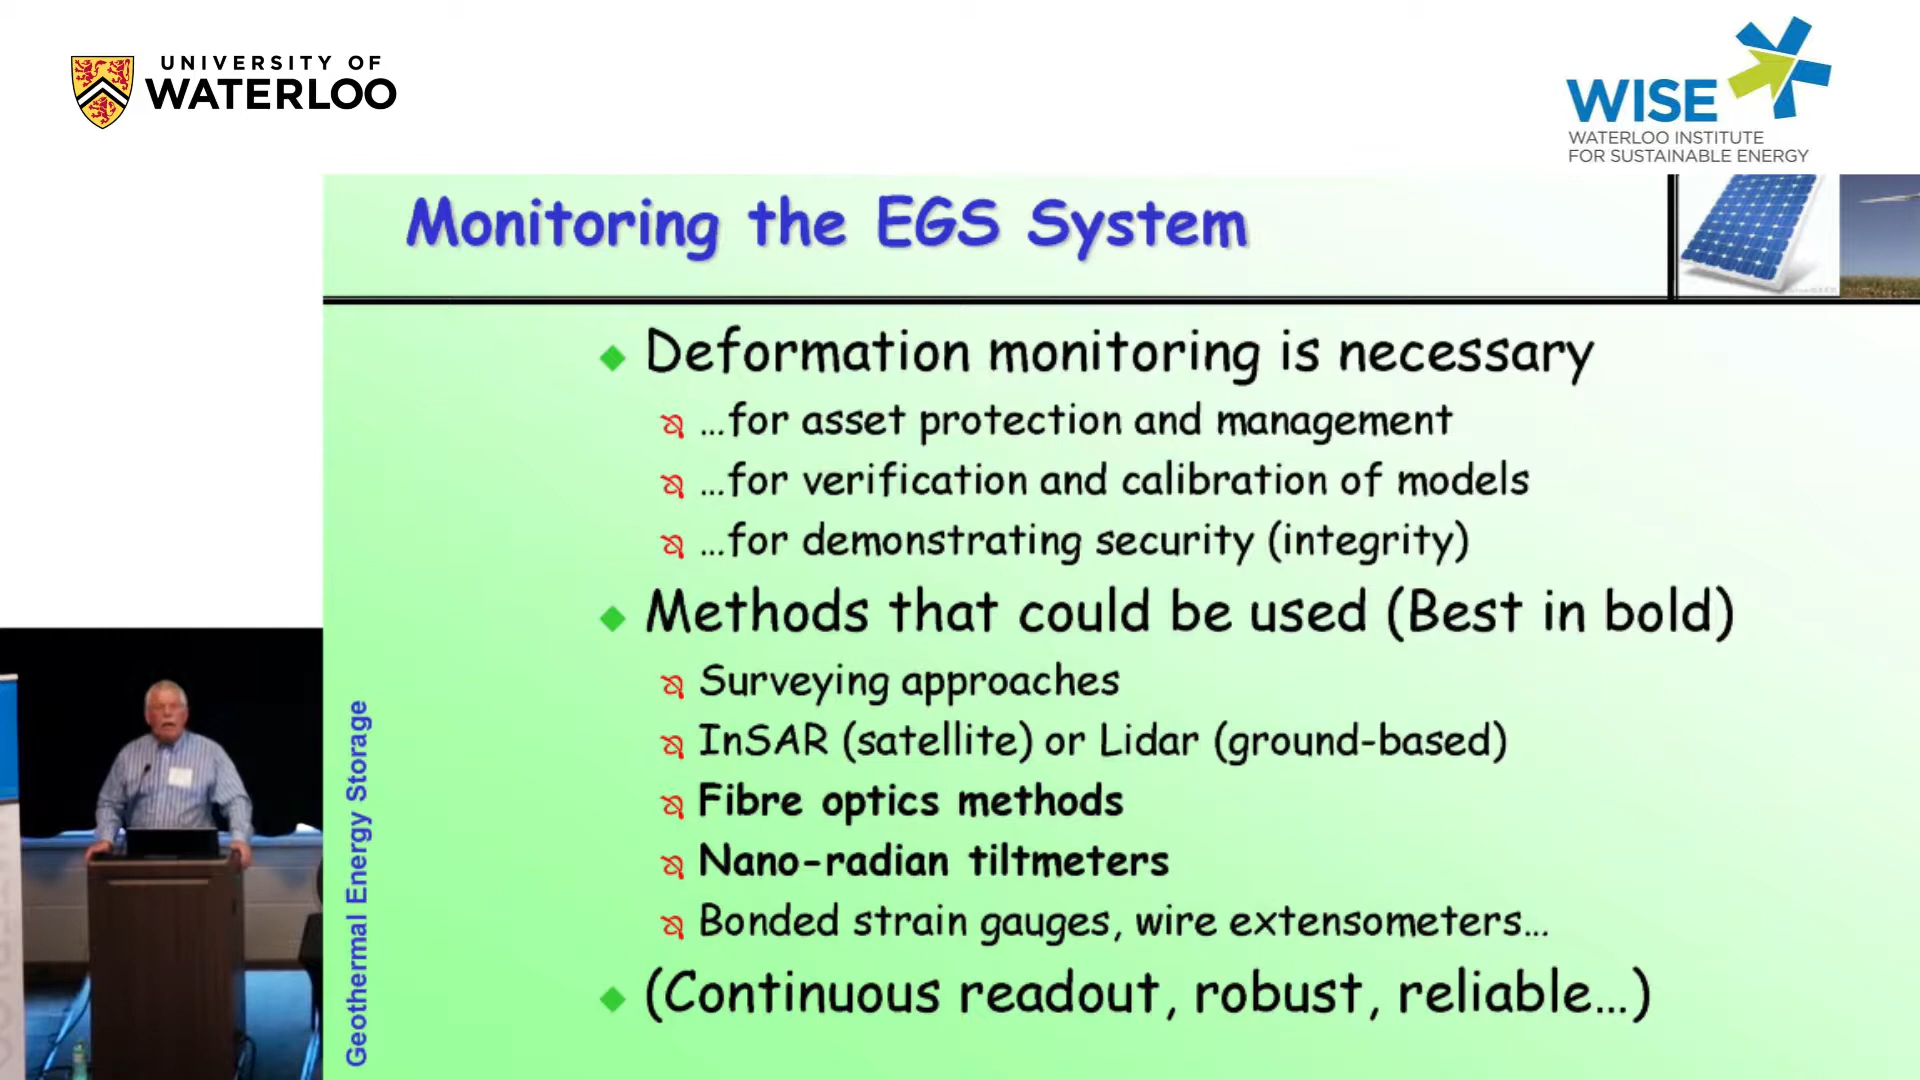 UNIVERSITY OF
WATERLOO
WISE
WATERLOO INSTITUTE
FOR SUSTAINABLE ENERGY
Monitoring the EGS System
Deformation monitoring is necessary
…for asset protection and management
…for verification and calibration of models
…for demonstrating security (integrity)
Methods that could be used (Best in bold)
Surveying approaches
InSAR (satellite) or Lidar (ground-based)
Fibre optics methods
Nano-radian tiltmeters
Bonded strain gauges, wire extensometers…
(Continuous readout, robust, reliable…)
Geothermal Energy Storage